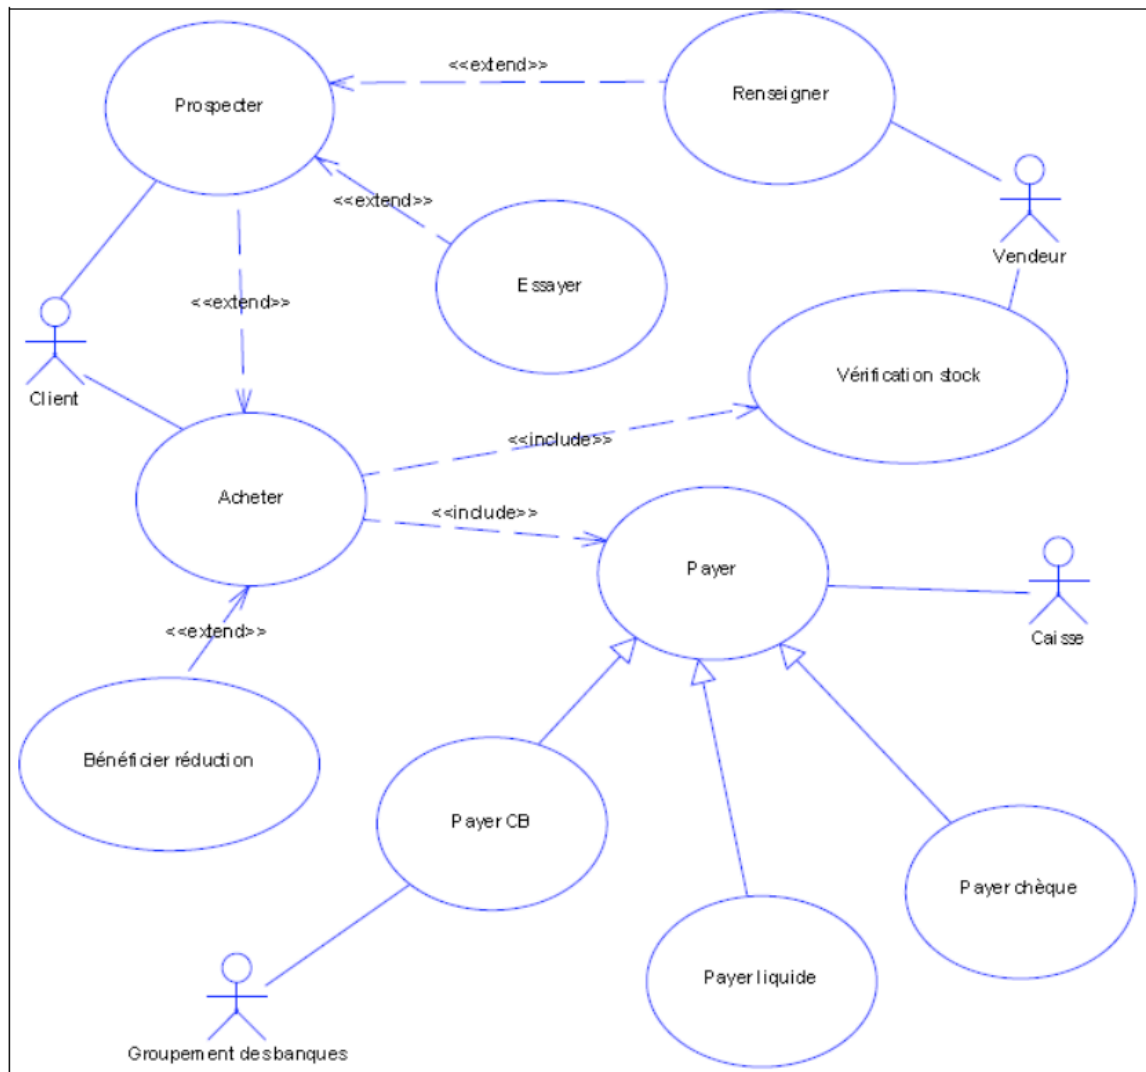 <<extend>>
Renseigner
Prospecter
<<extend>>
Vendeur
Essayer
<<extend>>
Vérification stock
Client
<<include>>
Acheter
<<include>>
Payer
<<extend>>
Caisse
Bénéficier réduction
Payer CB
Payer chèque
Payer liquide
Groupement des banques